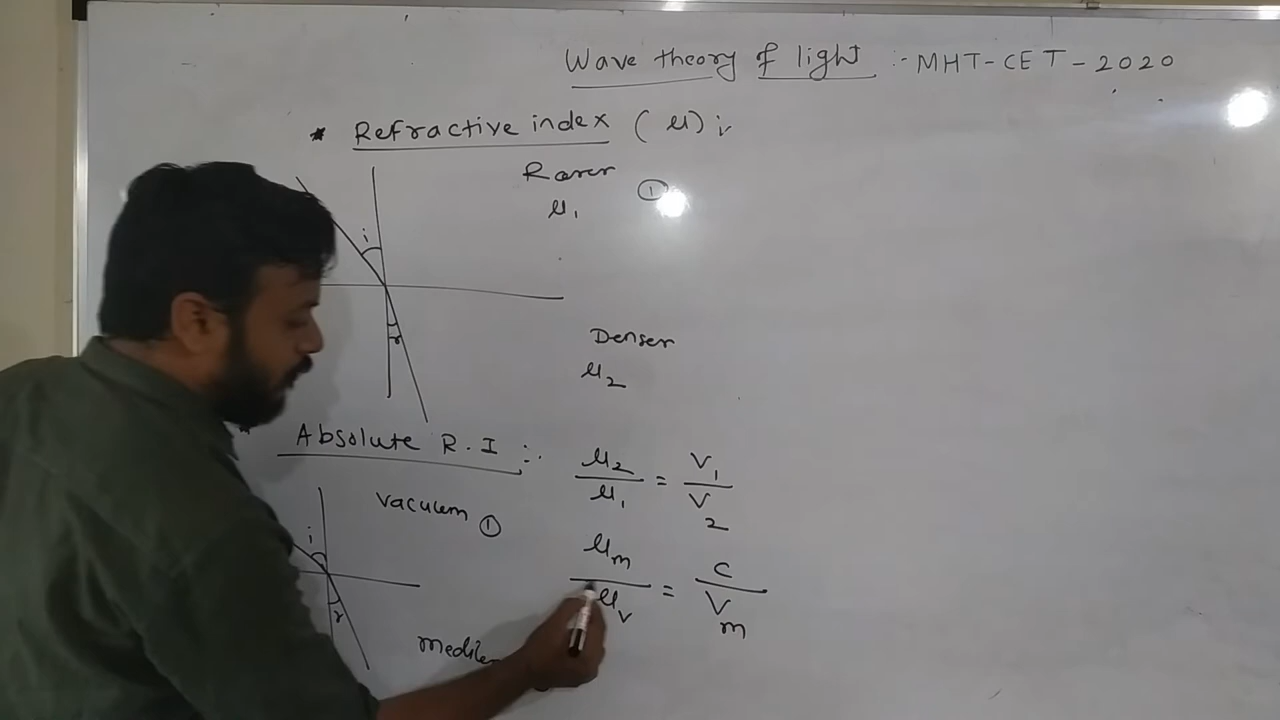 Wave theory of light :- MHT-CET-2020
* Refractive index (μ) :-
Rarer ①
μ₁
i
r
Denser
μ₂
Absolute R.I :-
μ₂/μ₁ = V₁/V₂
Vacuum ①
i
r
μm/μv = C/Vm